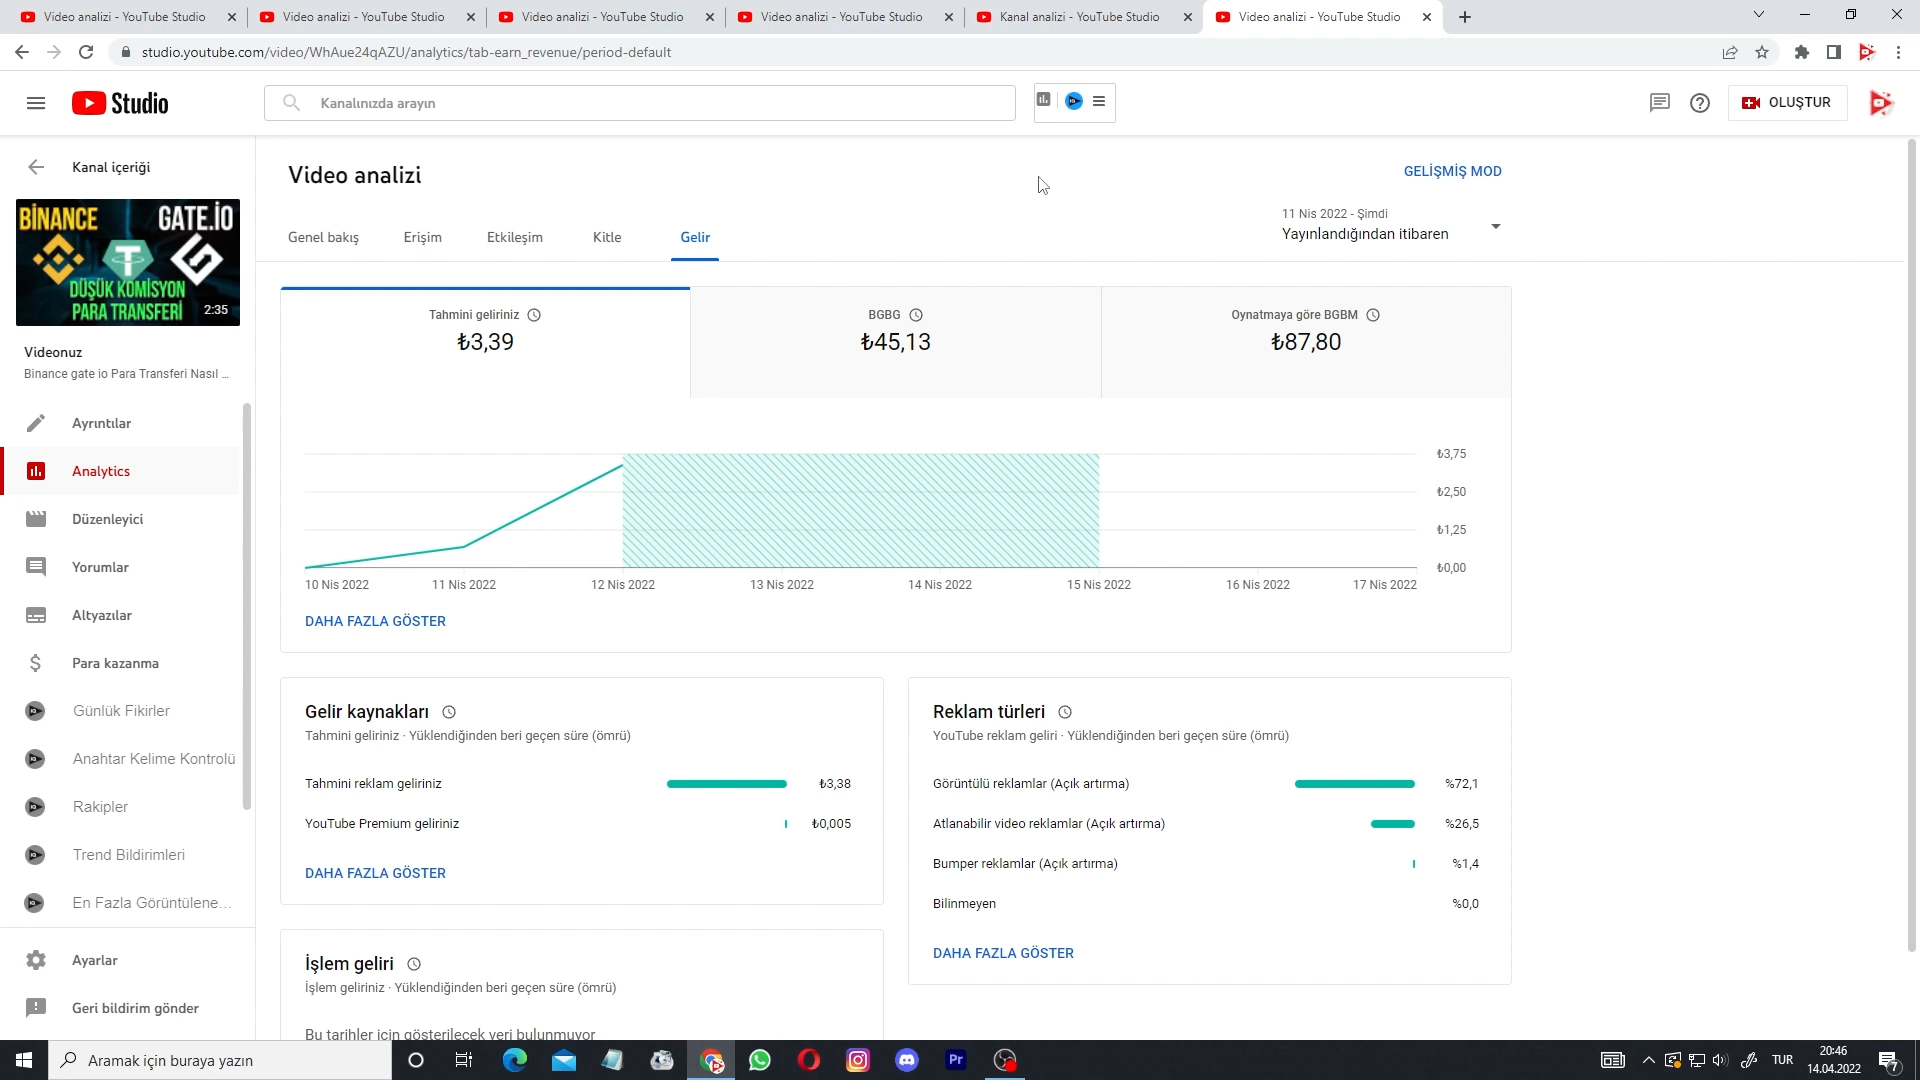 Video analizi - YouTube Studio
Video analizi - YouTube Studio
Video analizi - YouTube Studio
Video analizi - YouTube Studio
Kanal analizi - YouTube Studio
Video analizi - YouTube Studio
studio.youtube.com/video/WhAue24qAZU/analytics/tab-earn_revenue/period-default
Studio
Kanalınızda arayın
OLUŞTUR
Kanal içeriği
BİNANCE
GATE.İO
DÜŞÜK KOMİSYON
PARA TRANSFERİ
2:35
Videonuz
Binance gate io Para Transferi Nasıl ...
Ayrıntılar
Analytics
Düzenleyici
Yorumlar
Altyazılar
Para kazanma
Günlük Fikirler
Anahtar Kelime Kontrolü
Rakipler
Trend Bildirimleri
En Fazla Görüntülene...
Ayarlar
Geri bildirim gönder
Video analizi
GELİŞMİŞ MOD
11 Nis 2022 - Şimdi
Yayınlandığından itibaren
Genel bakış
Erişim
Etkileşim
Kitle
Gelir
Tahmini geliriniz
₺3,39
BGBG
₺45,13
Oynatmaya göre BGBM
₺87,80
₺3,75
₺2,50
₺1,25
₺0,00
10 Nis 2022
11 Nis 2022
12 Nis 2022
13 Nis 2022
14 Nis 2022
15 Nis 2022
16 Nis 2022
17 Nis 2022
DAHA FAZLA GÖSTER
Gelir kaynakları
Tahmini geliriniz · Yüklendiğinden beri geçen süre (ömrü)
Tahmini reklam geliriniz
₺3,38
YouTube Premium geliriniz
₺0,005
DAHA FAZLA GÖSTER
Reklam türleri
YouTube reklam geliri · Yüklendiğinden beri geçen süre (ömrü)
Görüntülü reklamlar (Açık artırma)
%72,1
Atlanabilir video reklamlar (Açık artırma)
%26,5
Bumper reklamlar (Açık artırma)
%1,4
Bilinmeyen
%0,0
DAHA FAZLA GÖSTER
İşlem geliri
İşlem geliriniz · Yüklendiğinden beri geçen süre (ömrü)
Bu tarihler için gösterilecek veri bulunmuyor
Aramak için buraya yazın
Pr
TUR
20:46
14.04.2022
7